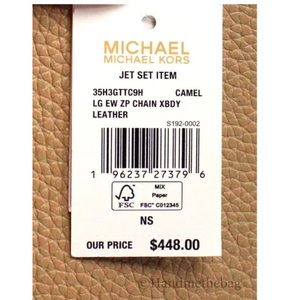 MICHAEL
MICHAEL KORS
JET SET ITEM
35H3GTTC9H CAMEL
LG EW ZP CHAIN XBDY
LEATHER
S192-0002
1 96237 27379 6
FSC
MIX
Paper
FSC® C012345
NS
OUR PRICE $448.00
©Handmethebag